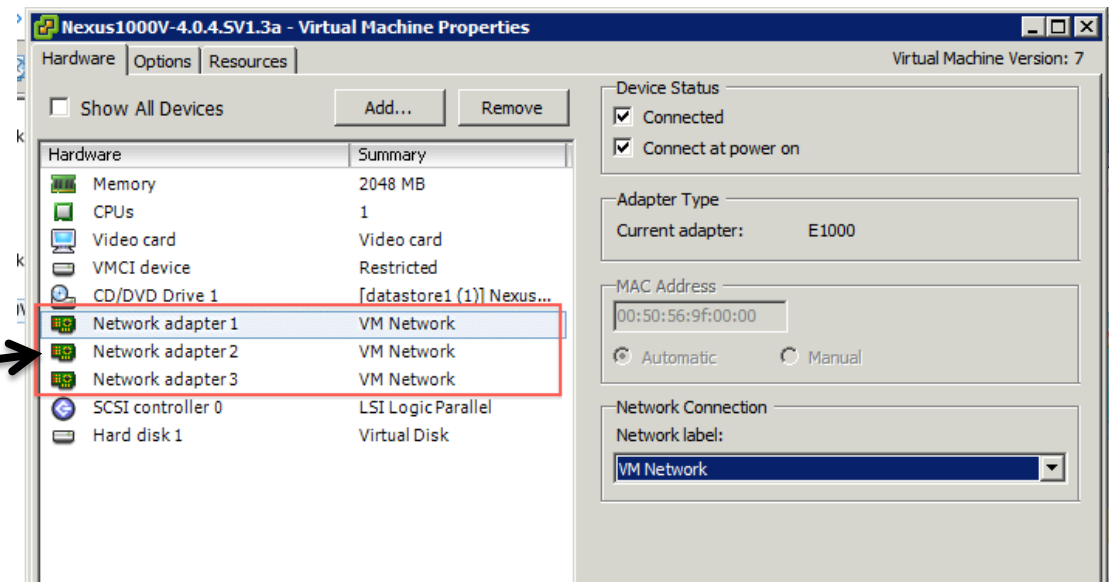 Nexus1000V-4.0.4.SV1.3a - Virtual Machine Properties
Hardware Options Resources Virtual Machine Version: 7
Show All Devices Add... Remove
Hardware Summary
Memory 2048 MB
CPUs 1
Video card Video card
VMCI device Restricted
CD/DVD Drive 1 [datastore1 (1)] Nexus...
Network adapter 1 VM Network
Network adapter 2 VM Network
Network adapter 3 VM Network
SCSI controller 0 LSI Logic Parallel
Hard disk 1 Virtual Disk
Device Status
Connected
Connect at power on
Adapter Type
Current adapter: E1000
MAC Address
00:50:56:9f:00:00
Automatic Manual
Network Connection
Network label:
VM Network